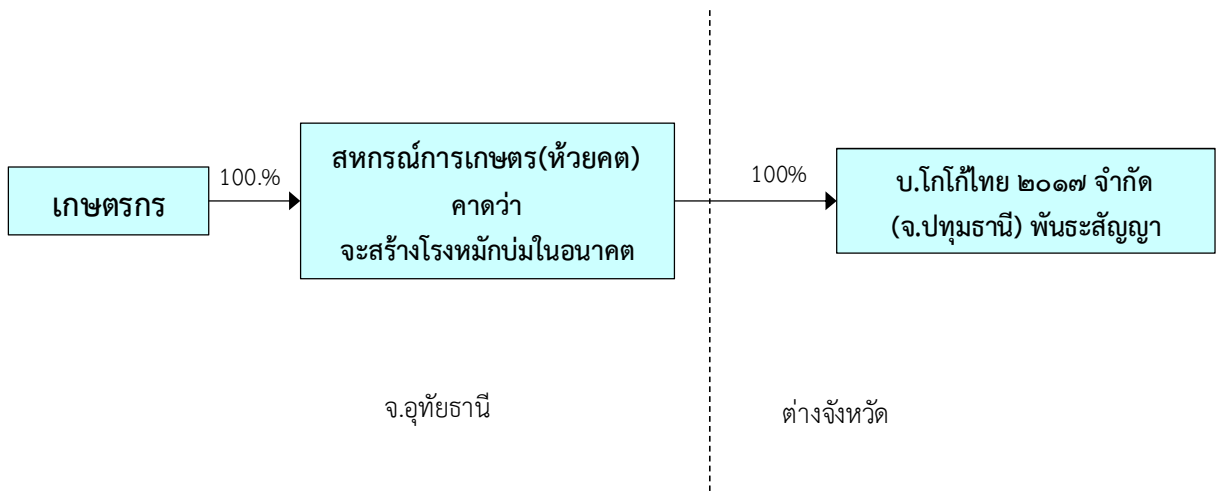 เกษตรกร
100.%
สหกรณ์การเกษตร(ห้วยคต)
คาดว่า
จะสร้างโรงหมักบ่มในอนาคต
100%
บ.โกโก้ไทย ๒๐๑๗ จำกัด
(จ.ปทุมธานี) พันธะสัญญา
จ.อุทัยธานี
ต่างจังหวัด